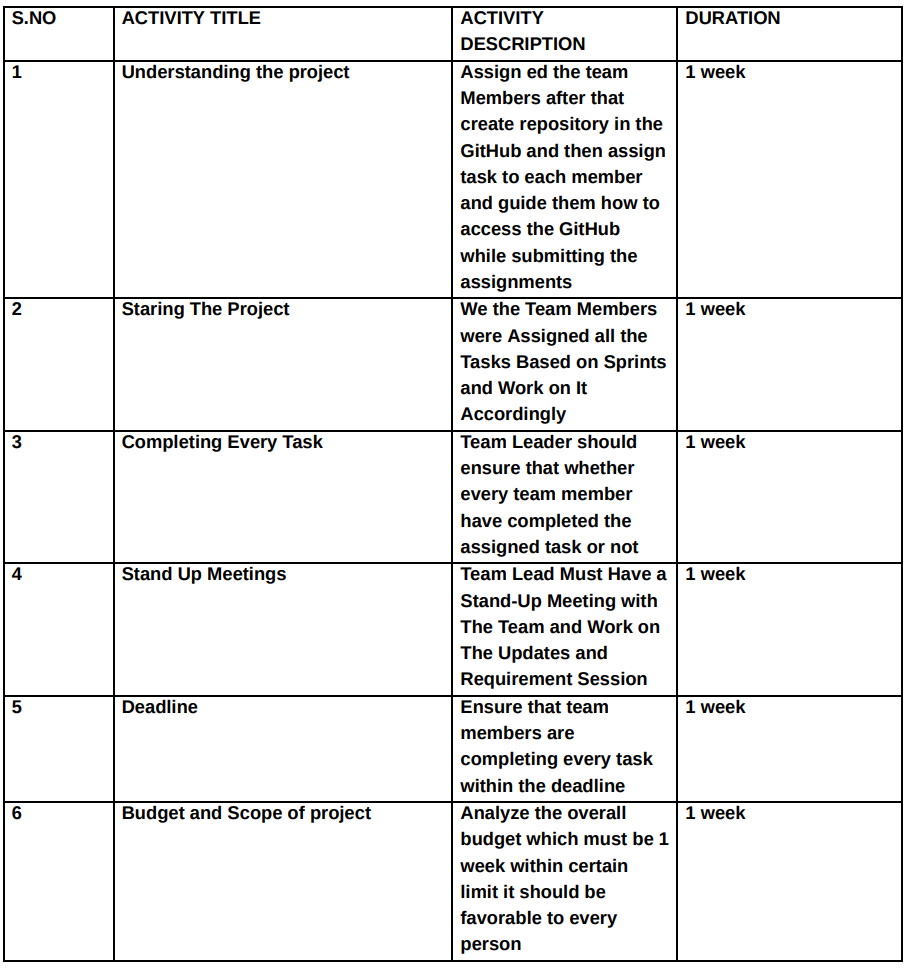 S.NO
ACTIVITY TITLE
ACTIVITY
DESCRIPTION
DURATION
1
Understanding the project
Assign ed the team
Members after that
create repository in the
GitHub and then assign
task to each member
and guide them how to
access the GitHub
while submitting the
assignments
1 week
2
Staring The Project
We the Team Members
were Assigned all the
Tasks Based on Sprints
and Work on It
Accordingly
1 week
3
Completing Every Task
Team Leader should
ensure that whether
every team member
have completed the
assigned task or not
1 week
4
Stand Up Meetings
Team Lead Must Have a
Stand-Up Meeting with
The Team and Work on
The Updates and
Requirement Session
1 week
5
Deadline
Ensure that team
members are
completing every task
within the deadline
1 week
6
Budget and Scope of project
Analyze the overall
budget which must be 1
week within certain
limit it should be
favorable to every
person
1 week